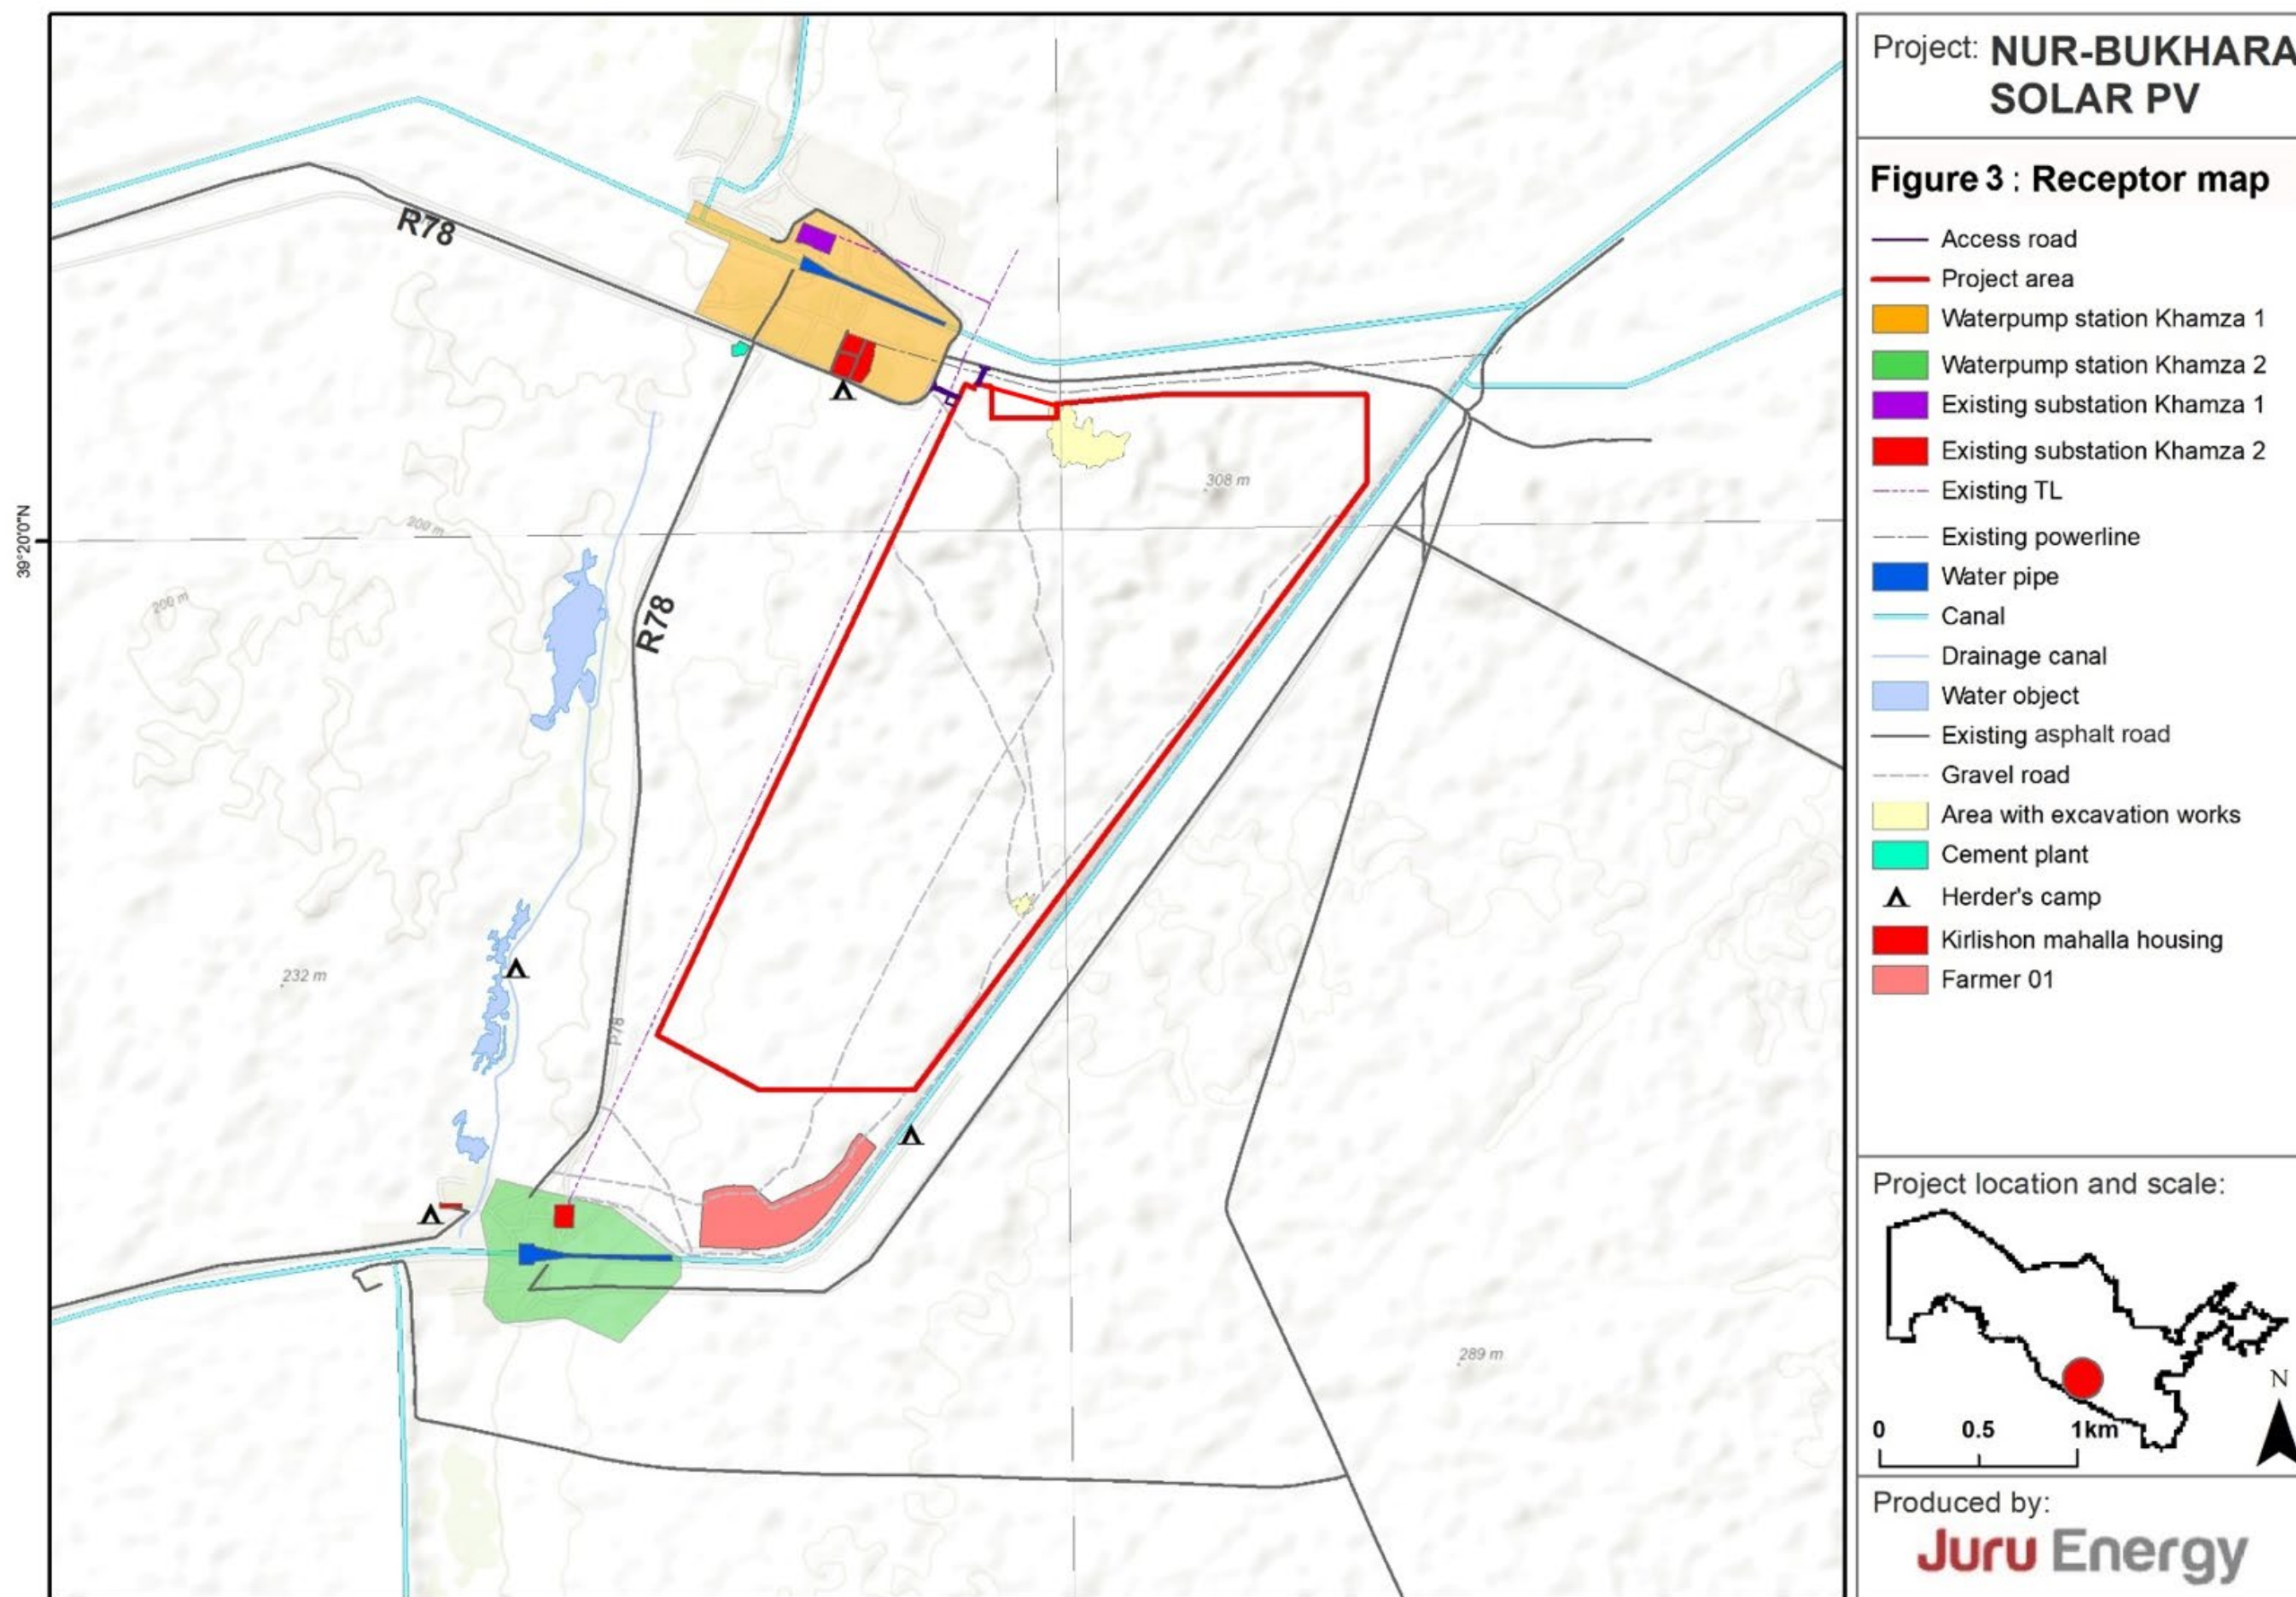 Project: NUR-BUKHARA
SOLAR PV
Figure 3 : Receptor map
Access road
Project area
Waterpump station Khamza 1
Waterpump station Khamza 2
Existing substation Khamza 1
Existing substation Khamza 2
Existing TL
Existing powerline
Water pipe
Canal
Drainage canal
Water object
Existing asphalt road
Gravel road
Area with excavation works
Cement plant
Herder's camp
Kirlishon mahalla housing
Farmer 01
Project location and scale:
N
0 0.5 1km
Produced by:
Juru Energy
R78
308 m
39°20'0"N
200 m
200 m
R78
232 m
P78
289 m